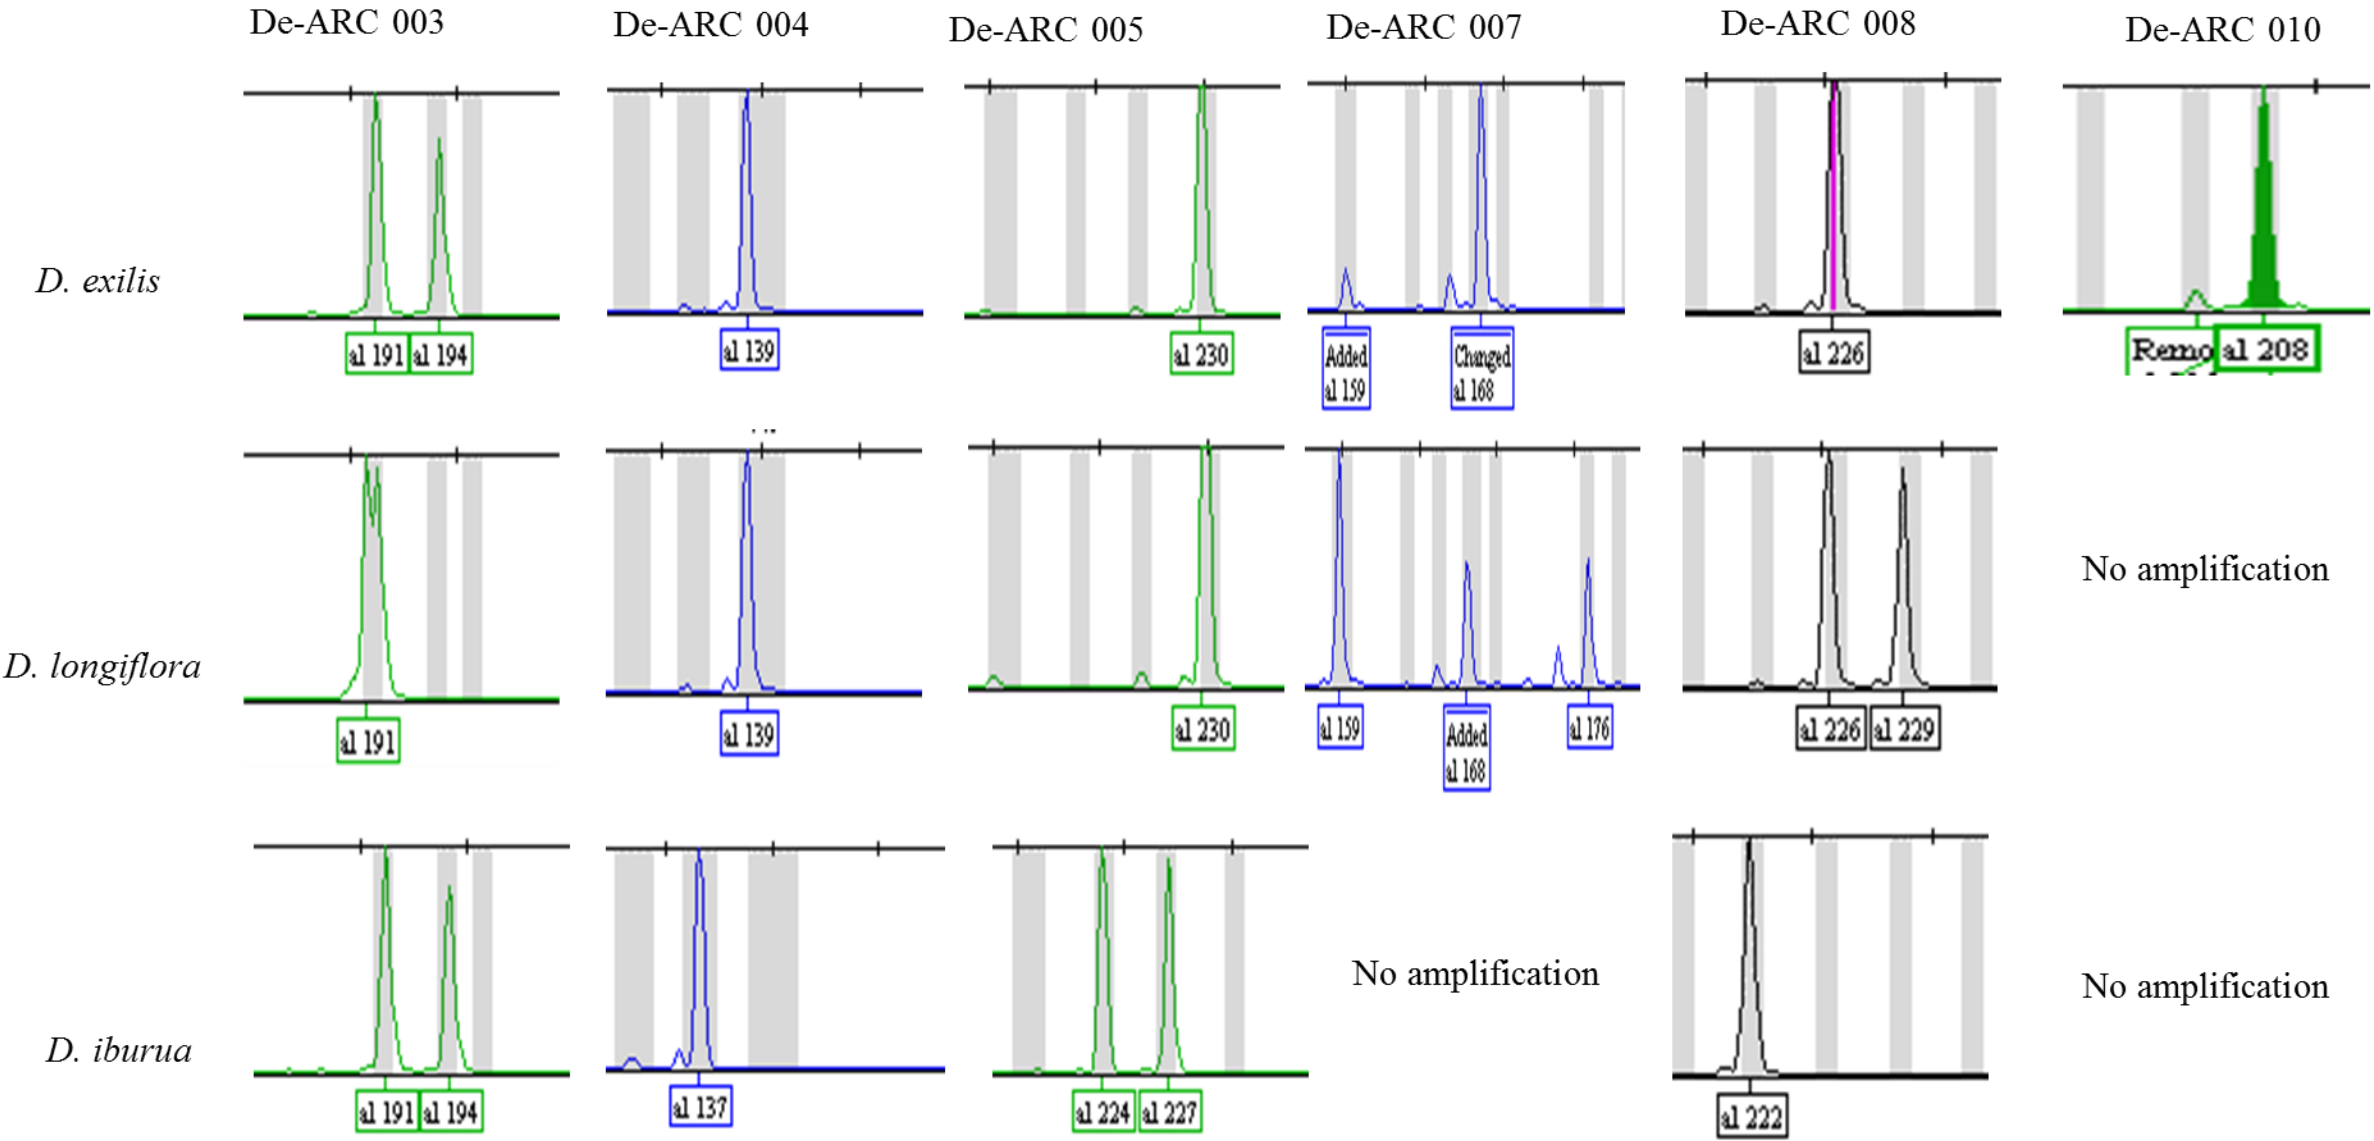 De-ARC 003 De-ARC 004 De-ARC 005 De-ARC 007 De-ARC 008 De-ARC 010
D. exilis
al 191 al 194 al 139 al 230 Added al 159 Changed al 168 al 226 Remo al 208
D. longiflora
al 191 al 139 al 230 al 159 Added al 168 al 176 al 226 al 229 No amplification
D. iburua
al 191 al 194 al 137 al 224 al 227 No amplification al 222 No amplification